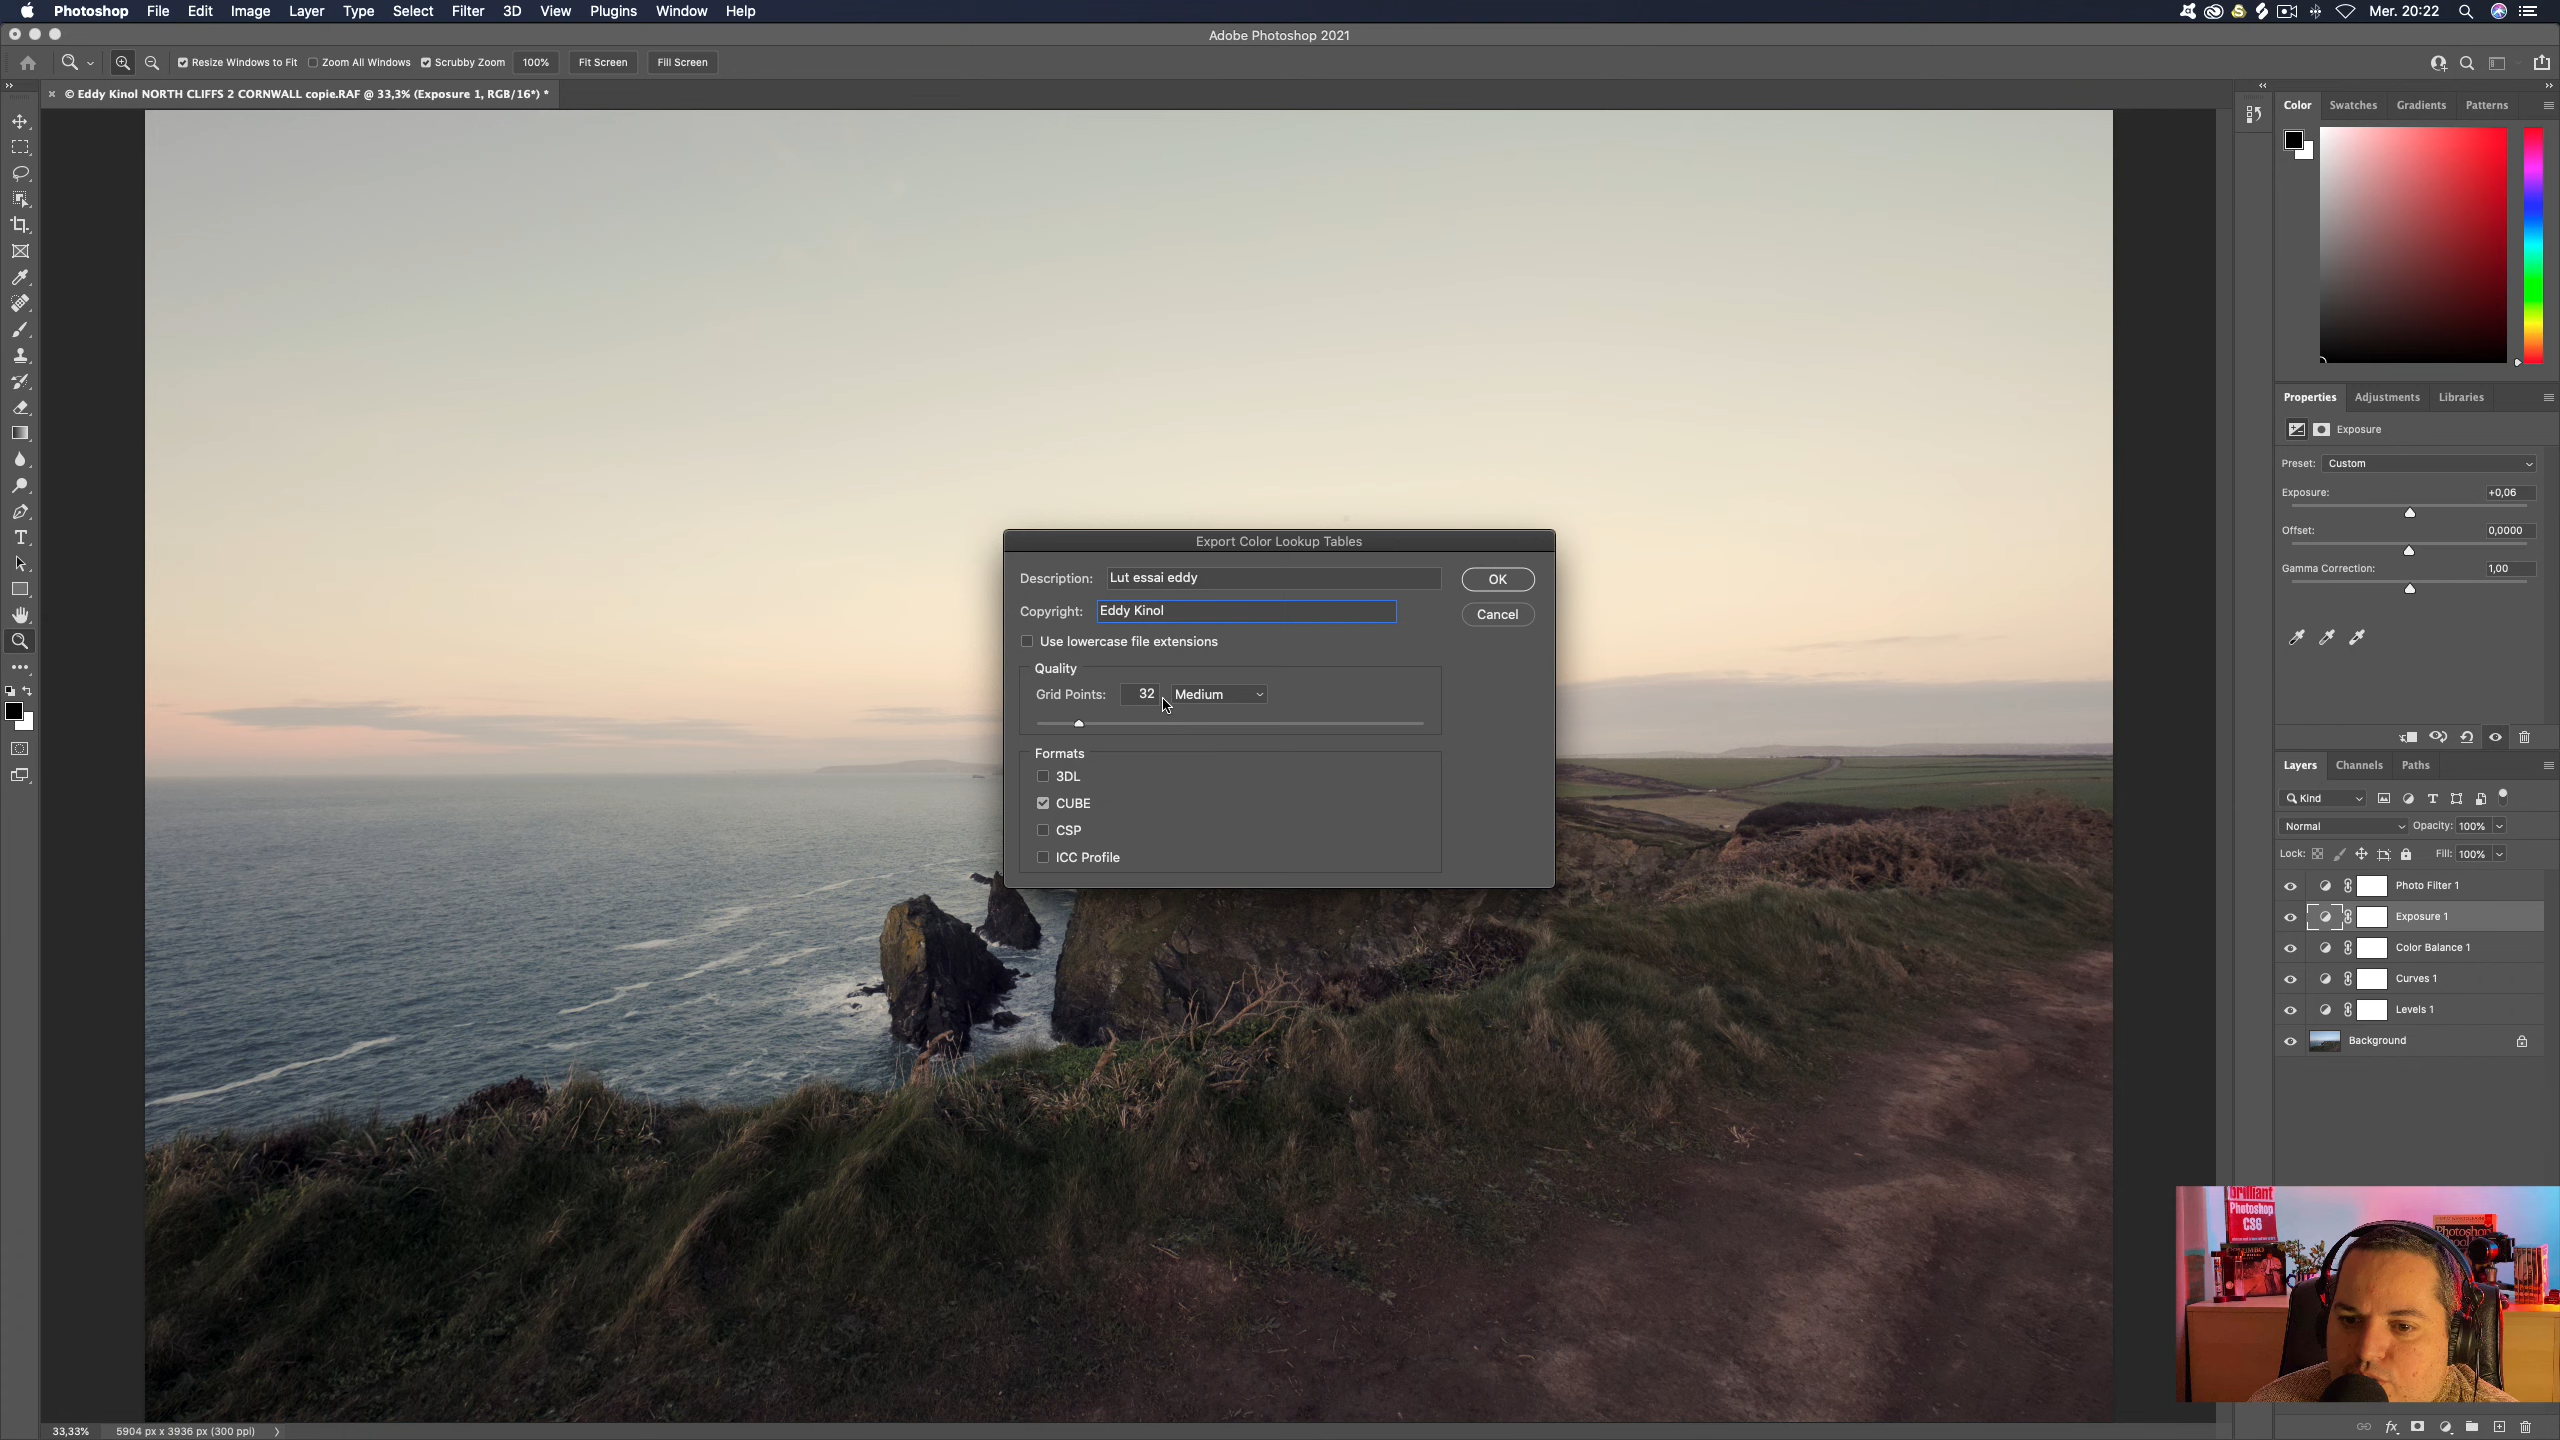 Photoshop File Edit Image Layer Type Select Filter 3D View Plugins Window Help Mer. 20:22
Adobe Photoshop 2021
Resize Windows to Fit Zoom All Windows Scrubby Zoom 100% Fit Screen Fill Screen
© Eddy Kinol NORTH CLIFFS 2 CORNWALL copie.RAF @ 33,3% (Exposure 1, RGB/16*) *
Color Swatches Gradients Patterns
Properties Adjustments Libraries
Exposure
Preset: Custom
Exposure: +0,06
Offset: 0,0000
Gamma Correction: 1,00
Export Color Lookup Tables
Description: Lut essai eddy OK
Copyright: Eddy Kinol Cancel
Use lowercase file extensions
Quality
Grid Points: 32 Medium
Formats
3DL
CUBE
CSP
ICC Profile
Layers Channels Paths
Kind
Normal Opacity: 100%
Lock: Fill: 100%
Photo Filter 1
Exposure 1
Color Balance 1
Curves 1
Levels 1
Background
brilliant
Photoshop
CS6
33,33% 5904 px x 3936 px (300 ppi)